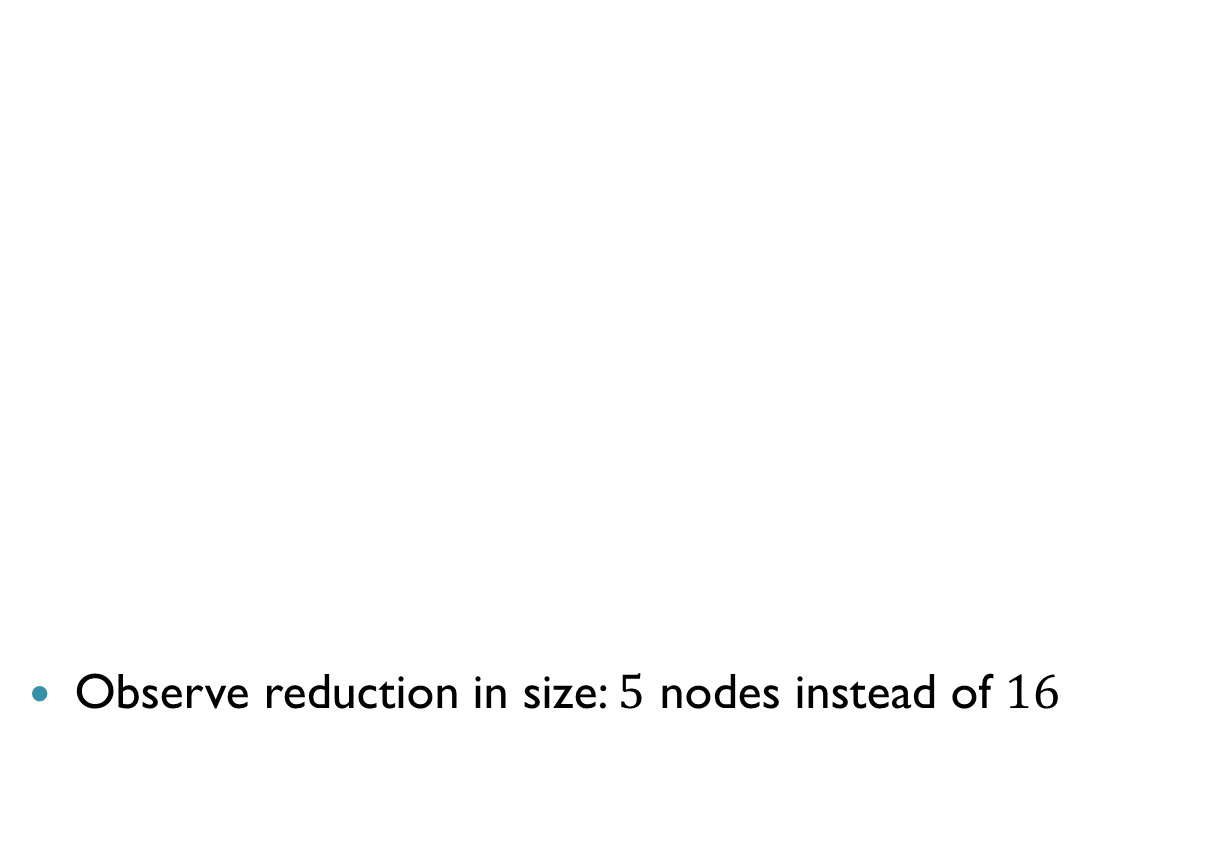 • Observe reduction in size: 5 nodes instead of 16